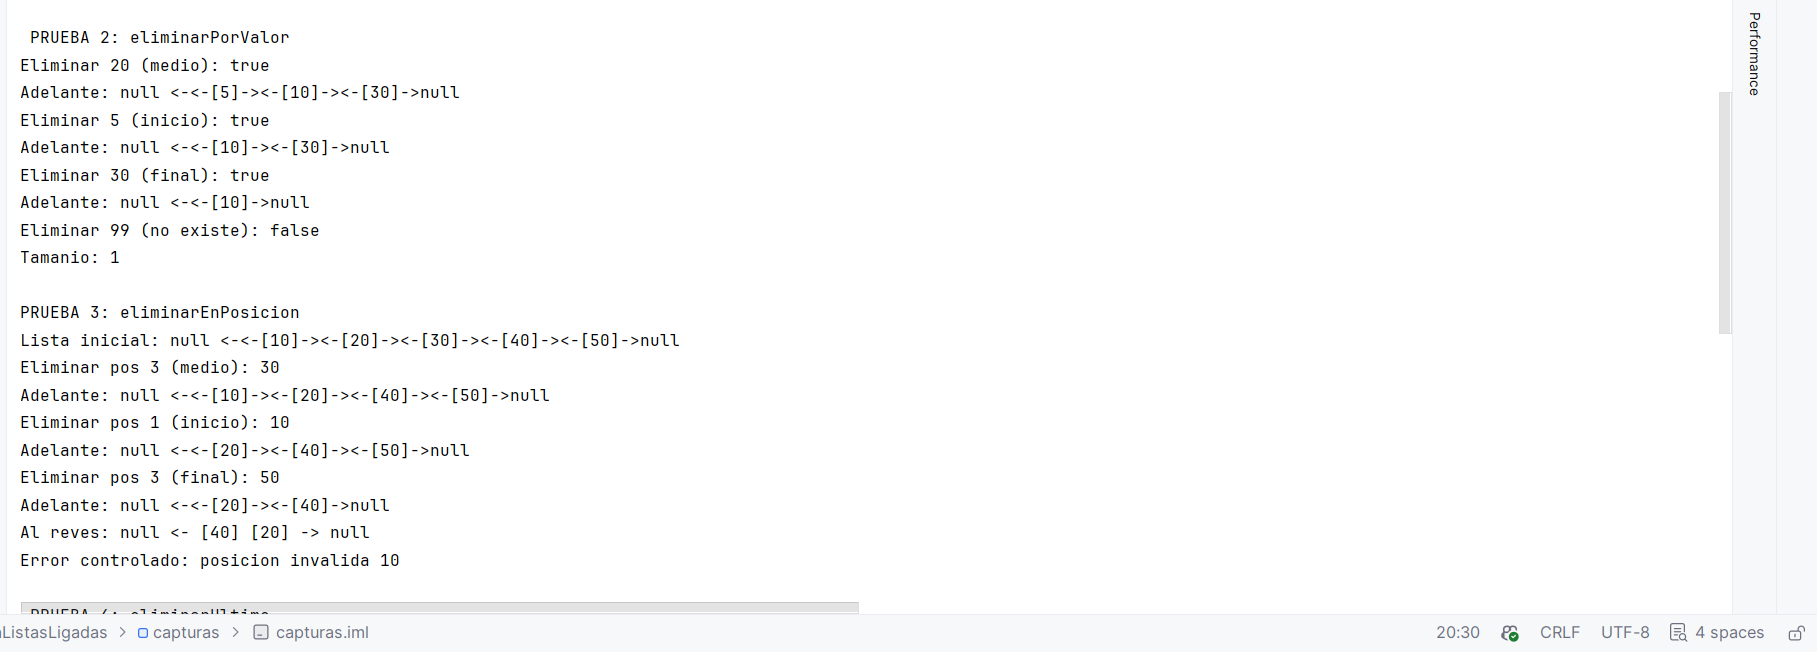 PRUEBA 2: eliminarPorValor
Eliminar 20 (medio): true
Adelante: null <-<-[5]-><-[10]-><-[30]->null
Eliminar 5 (inicio): true
Adelante: null <-<-[10]-><-[30]->null
Eliminar 30 (final): true
Adelante: null <-<-[10]->null
Eliminar 99 (no existe): false
Tamanio: 1
PRUEBA 3: eliminarEnPosicion
Lista inicial: null <-<-[10]-><-[20]-><-[30]-><-[40]-><-[50]->null
Eliminar pos 3 (medio): 30
Adelante: null <-<-[10]-><-[20]-><-[40]-><-[50]->null
Eliminar pos 1 (inicio): 10
Adelante: null <-<-[20]-><-[40]-><-[50]->null
Eliminar pos 3 (final): 50
Adelante: null <-<-[20]-><-[40]->null
Al reves: null <- [40] [20] -> null
Error controlado: posicion invalida 10
PRUEBA 4: eliminarUltimo
Performance
ListasLigadas > capturas > capturas.iml
20:30 CRLF UTF-8 4 spaces